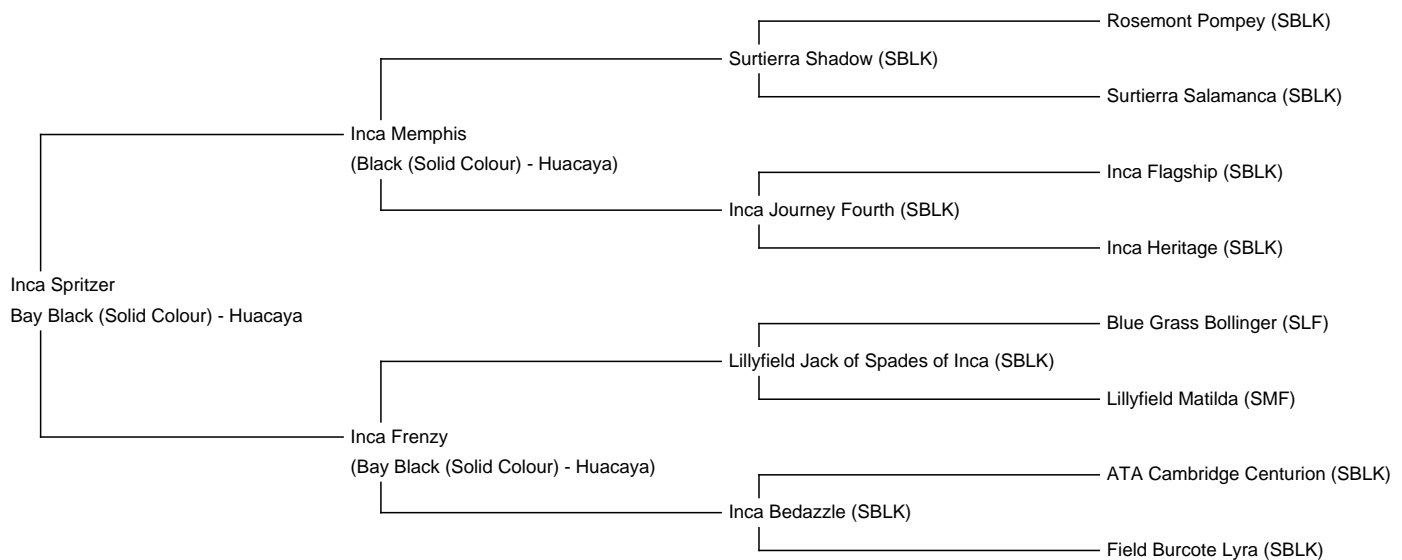 Rosemont Pompey (SBLK)
Surtierra Shadow (SBLK)
Surtierra Salamanca (SBLK)
Inca Memphis
(Black (Solid Colour) - Huacaya)
Inca Flagship (SBLK)
Inca Journey Fourth (SBLK)
Inca Heritage (SBLK)
Inca Spritzer
Bay Black (Solid Colour) - Huacaya
Blue Grass Bollinger (SLF)
Lillyfield Jack of Spades of Inca (SBLK)
Lillyfield Matilda (SMF)
Inca Frenzy
(Bay Black (Solid Colour) - Huacaya)
ATA Cambridge Centurion (SBLK)
Inca Bedazzle (SBLK)
Field Burcote Lyra (SBLK)